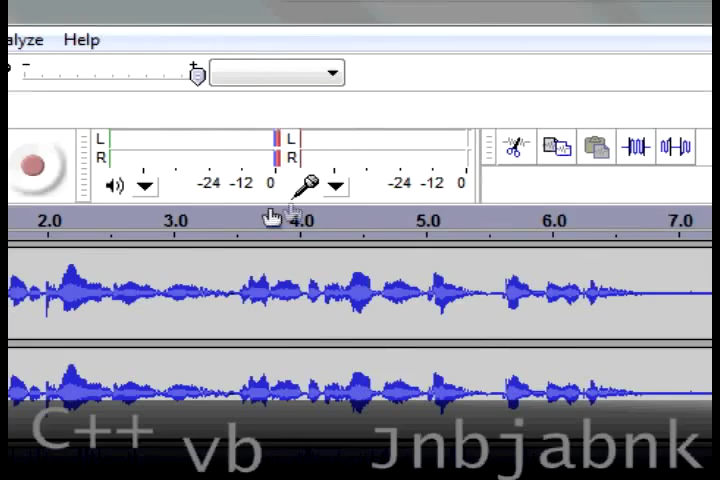 alyze Help
- +
L L
R R
-24 -12 0 -24 -12 0
2.0 3.0 4.0 5.0 6.0 7.0
C++ vb Jnbjabnk